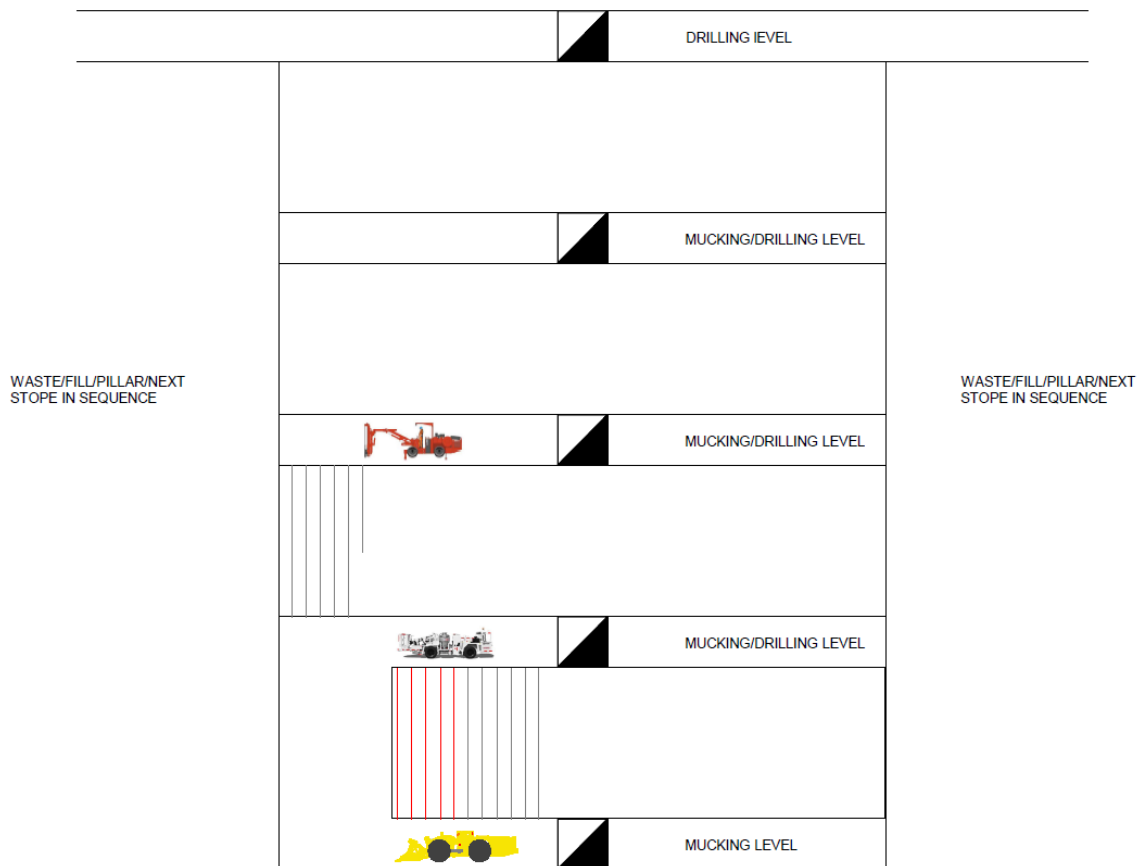 DRILLING lEVEL
MUCKING/DRILLING LEVEL
WASTE/FILL/PILLAR/NEXT
STOPE IN SEQUENCE
WASTE/FILL/PILLAR/NEXT
STOPE IN SEQUENCE
MUCKING/DRILLING LEVEL
MUCKING/DRILLING LEVEL
MUCKING LEVEL